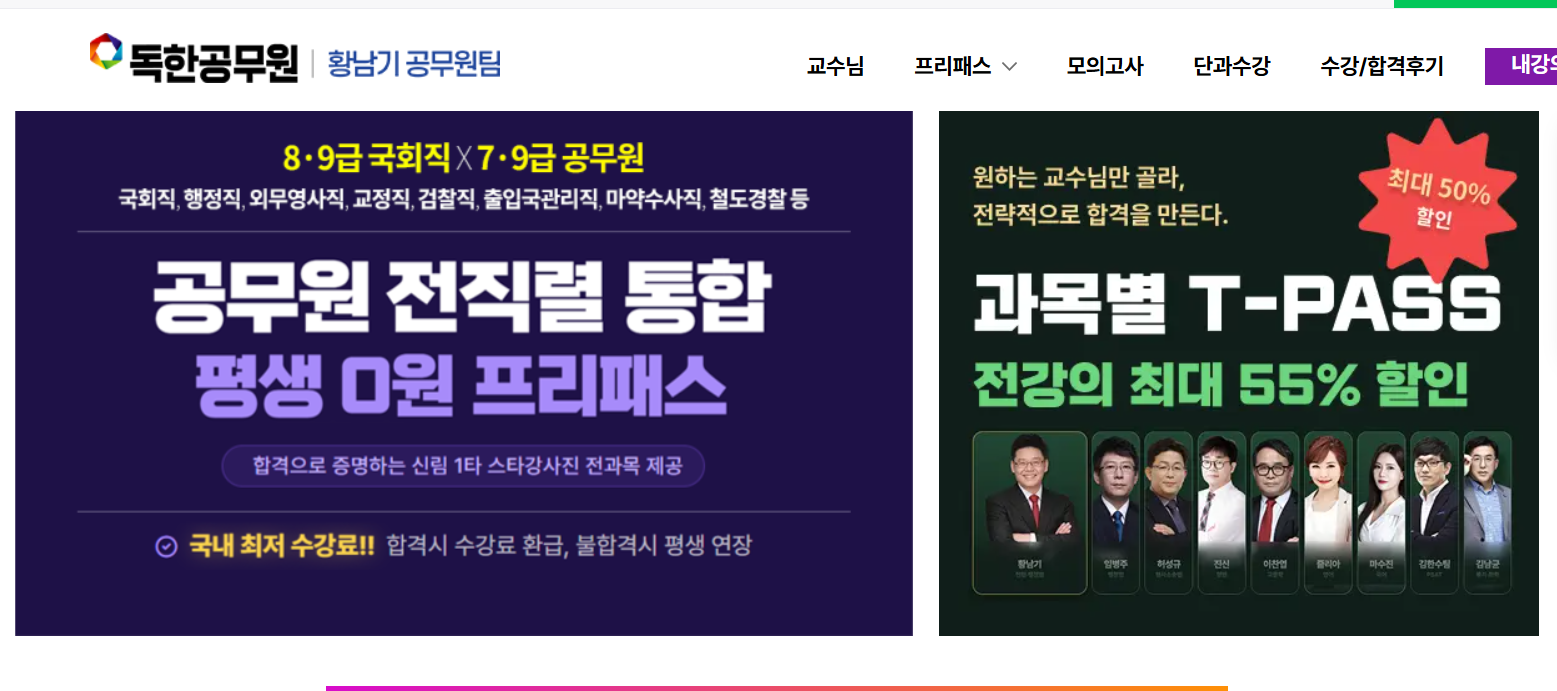 독한공무원 | 황남기 공무원팀
교수님 프리패스 모의고사 단과수강 수강/합격후기
8·9급 국회직 X 7·9급 공무원
국회직, 행정직, 외무영사직, 교정직, 검찰직, 출입국관리직, 마약수사직, 철도경찰 등
공무원 전직렬 통합
평생 0원 프리패스
합격으로 증명하는 신림 1타 스타강사진 전과목 제공
국내 최저 수강료!! 합격시 수강료 환급, 불합격시 평생 연장
원하는 교수님만 골라,
전략적으로 합격을 만든다.
최대 50%
할인
과목별 T-PASS
전강의 최대 55% 할인
황남기 임병주 허성규 진신 이찬엽 줄리아 마수진 김한수팀 김남균